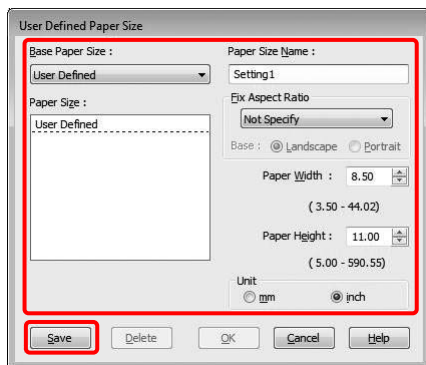 User Defined Paper Size
Base Paper Size :
User Defined
Paper Size :
User Defined
Paper Size Name :
Setting1
Fix Aspect Ratio
Not Specify
Base : Landscape Portrait
Paper Width : 8.50
( 3.50 - 44.02)
Paper Height : 11.00
( 5.00 - 590.55)
Unit
mm inch
Save Delete OK Cancel Help